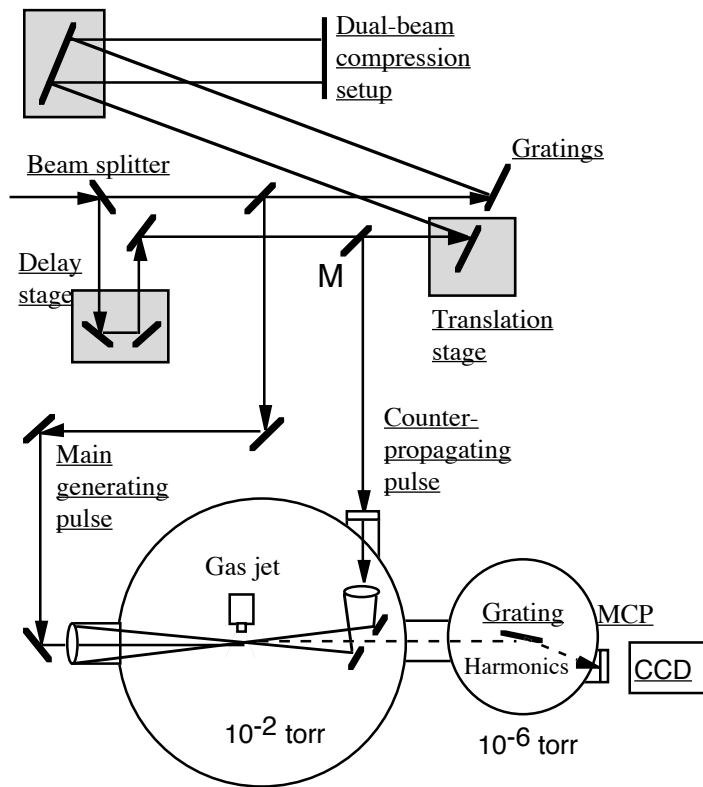 Dual-beam
compression
setup
Gratings
Beam splitter
Delay
stage
M
Translation
stage
Counter-
propagating
pulse
Main
generating
pulse
Gas jet
Grating
MCP
Harmonics
CCD
10⁻² torr
10⁻⁶ torr